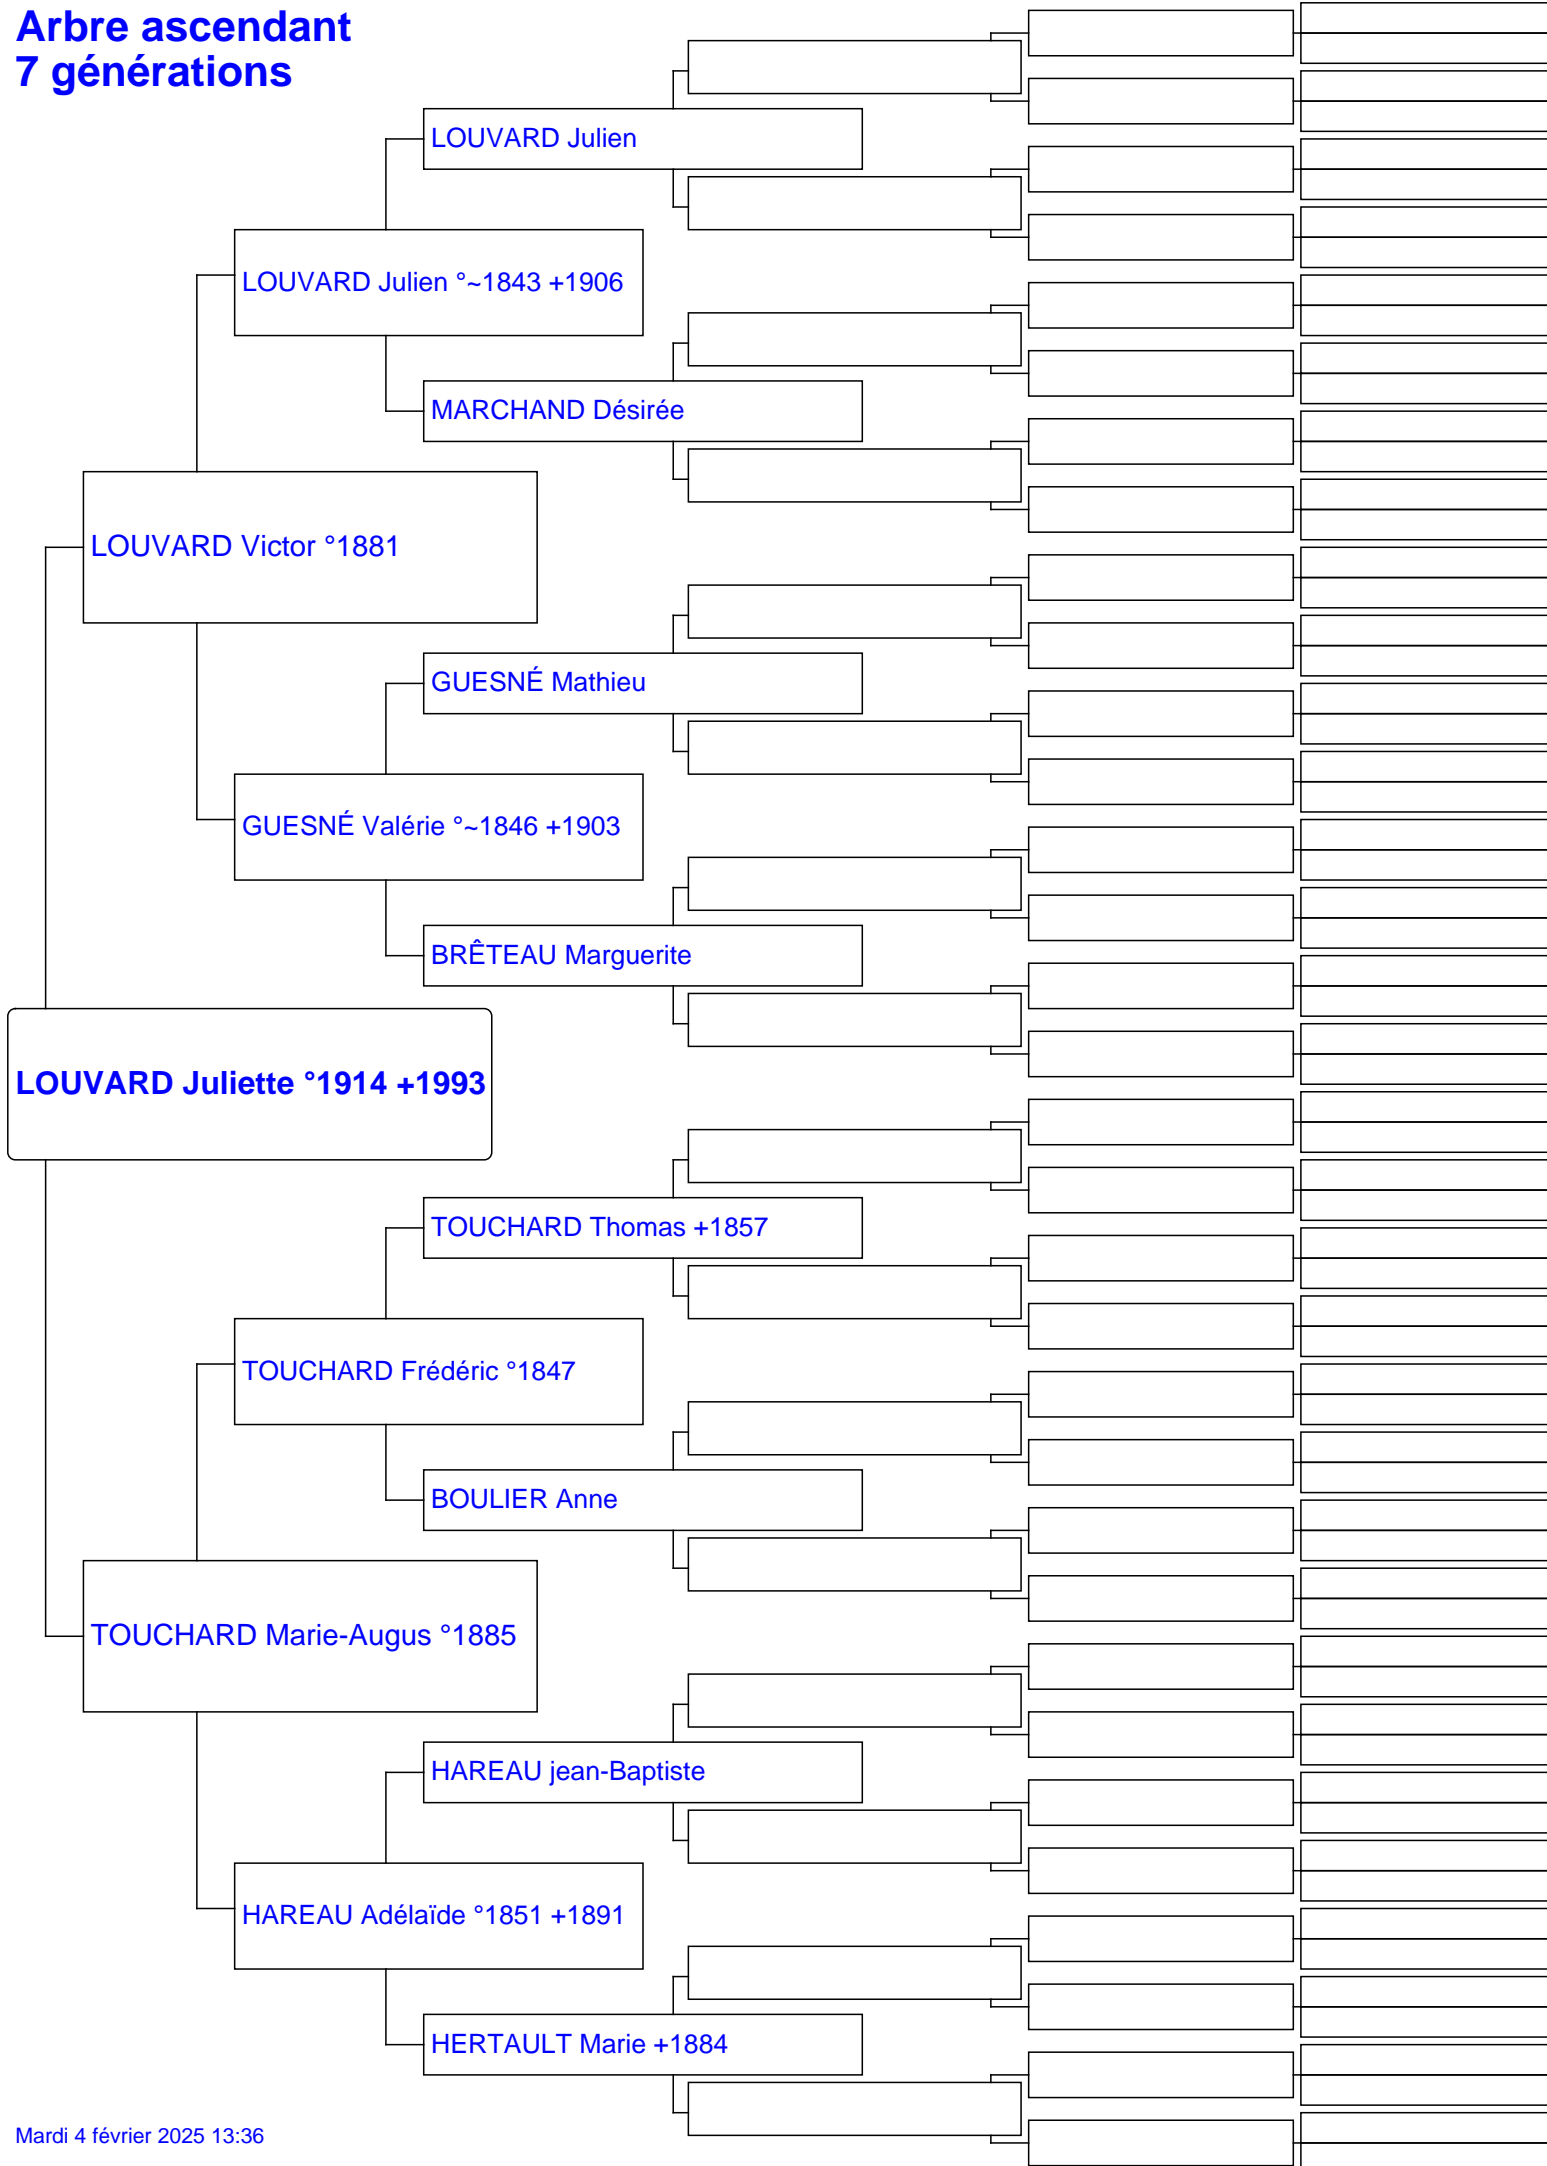 Arbre ascendant
7 générations
LOUVARD Julien
LOUVARD Julien °~1843 +1906
MARCHAND Désirée
LOUVARD Victor °1881
GUESNÉ Mathieu
GUESNÉ Valérie °~1846 +1903
BRÊTEAU Marguerite
LOUVARD Juliette °1914 +1993
TOUCHARD Thomas +1857
TOUCHARD Frédéric °1847
BOULIER Anne
TOUCHARD Marie-Augus °1885
HAREAU jean-Baptiste
HAREAU Adélaïde °1851 +1891
HERTAULT Marie +1884
Mardi 4 février 2025 13:36